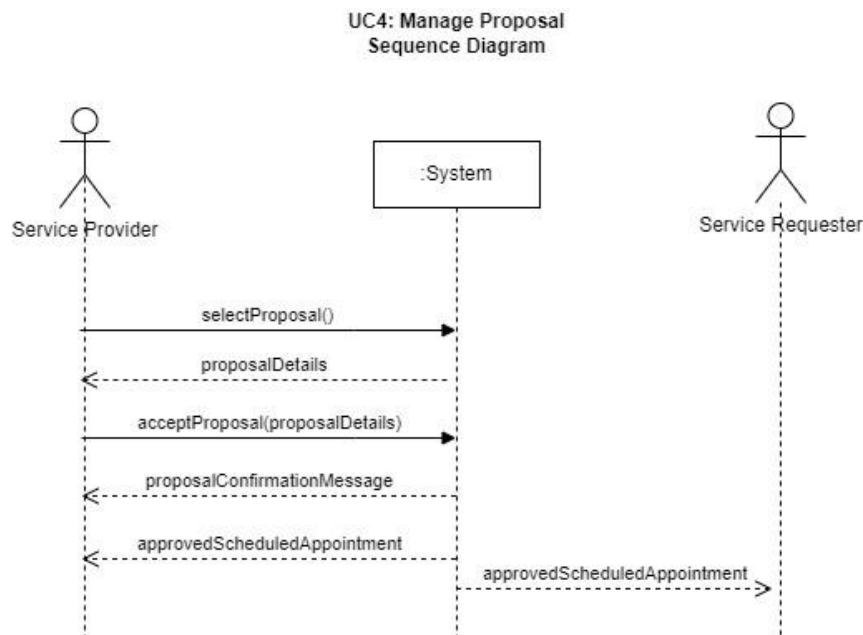 UC4: Manage Proposal
Sequence Diagram
:System
Service Provider
Service Requester
selectProposal()
proposalDetails
acceptProposal(proposalDetails)
proposalConfirmationMessage
approvedScheduledAppointment
approvedScheduledAppointment